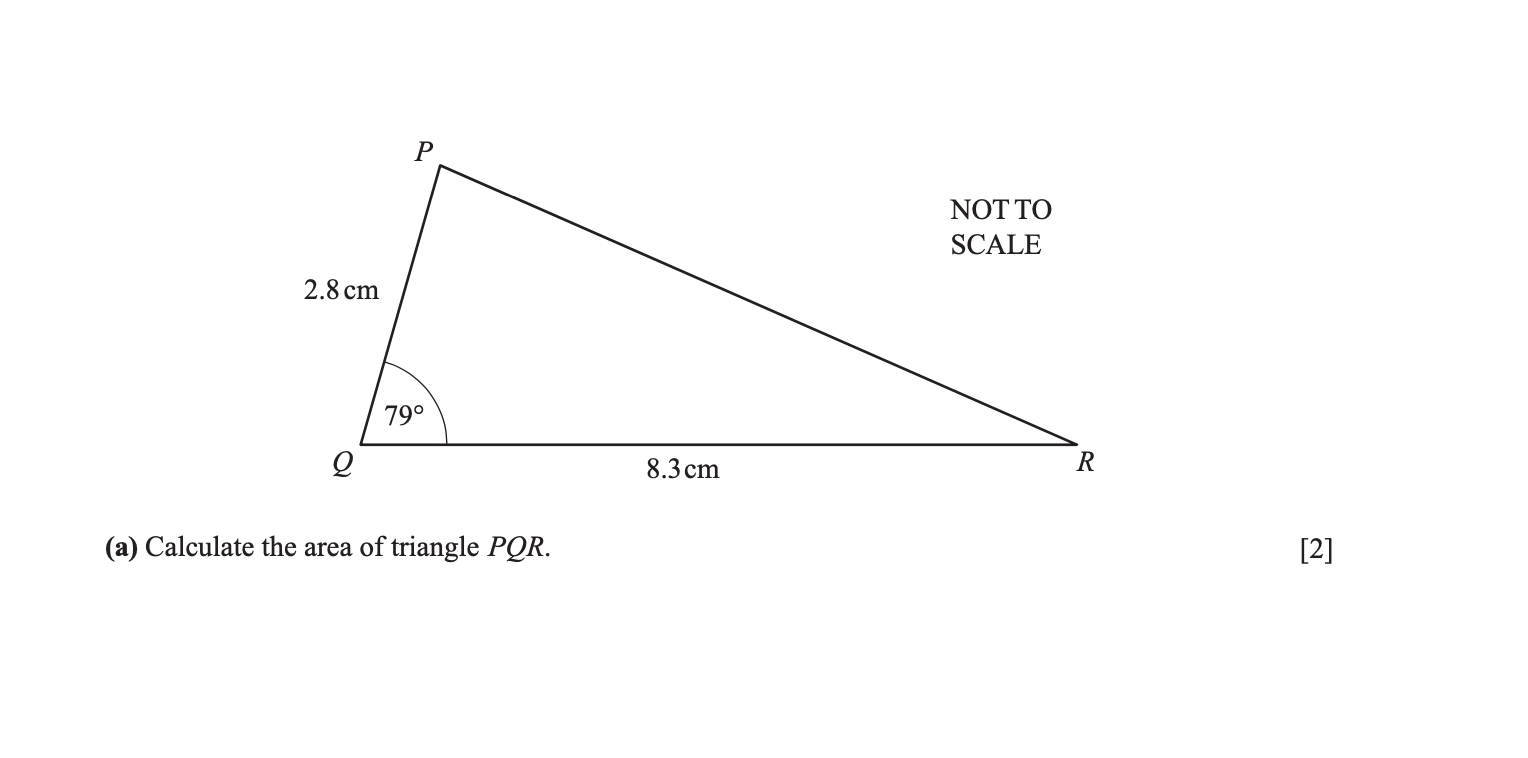 P
NOT TO
SCALE
2.8 cm
79°
Q
8.3 cm
R
(a) Calculate the area of triangle PQR. [2]